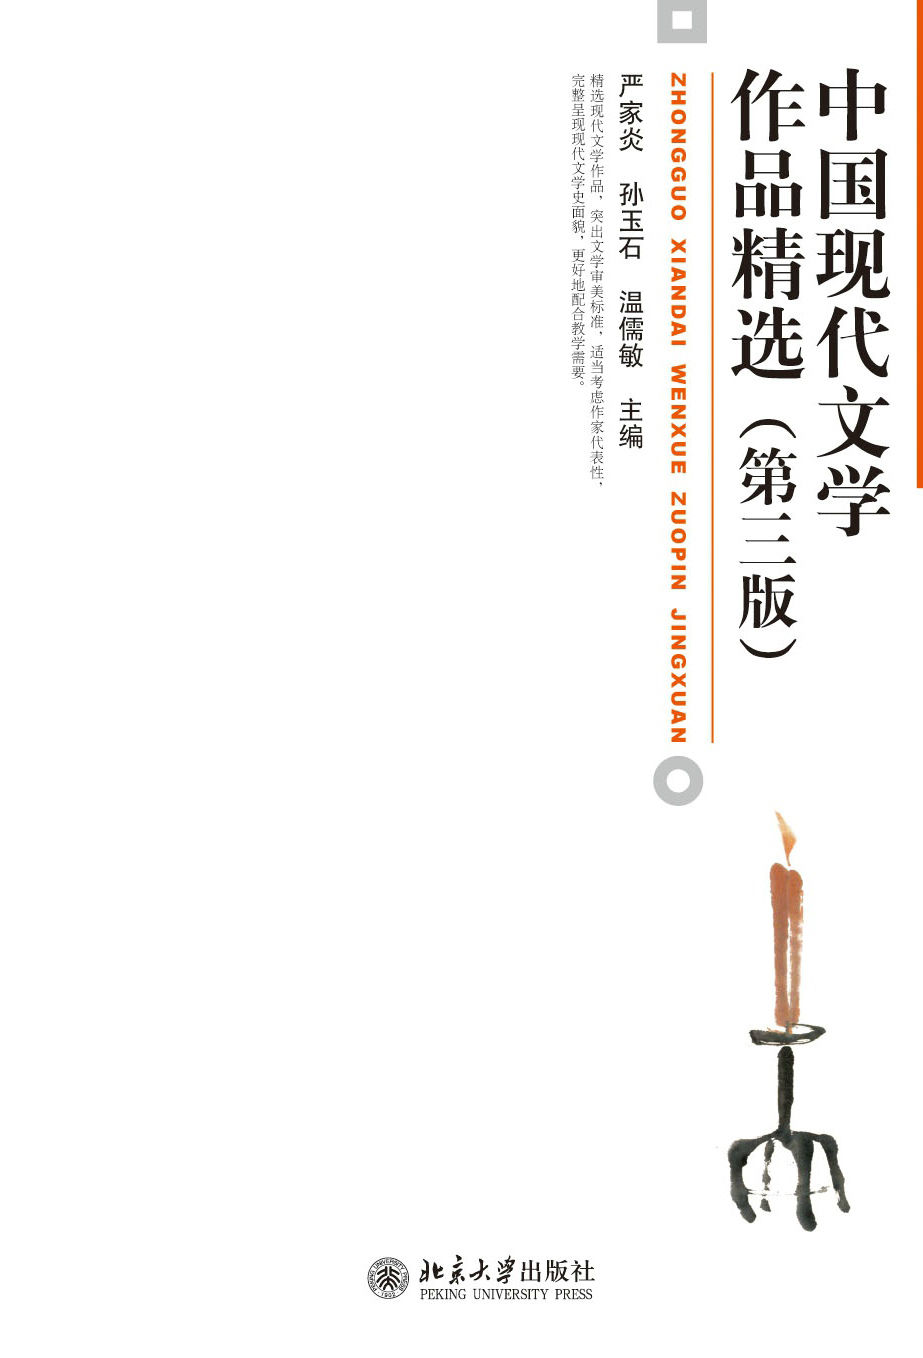 中国现代文学
作品精选（第三版）
ZHONGGUO XIANDAI WENXUE ZUOPIN JINGXUAN
严家炎 孙玉石 温儒敏 主编
精选现代文学作品，突出文学审美标准，适当考虑作家代表性，
完整呈现现代文学史面貌，更好地配合教学需要。
北京大学出版社
PEKING UNIVERSITY PRESS
PEKING UNIVERSITY PRESS
1902